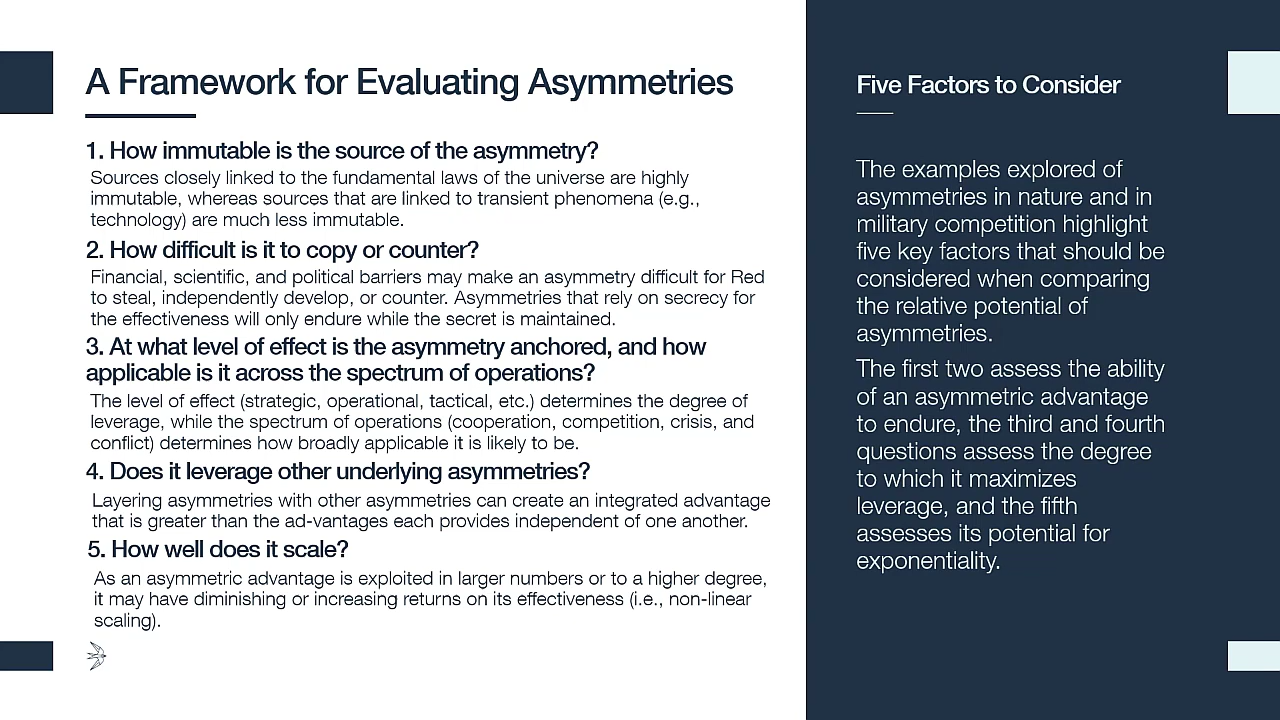 A Framework for Evaluating Asymmetries
1. How immutable is the source of the asymmetry?
Sources closely linked to the fundamental laws of the universe are highly
immutable, whereas sources that are linked to transient phenomena (e.g.,
technology) are much less immutable.
2. How difficult is it to copy or counter?
Financial, scientific, and political barriers may make an asymmetry difficult for Red
to steal, independently develop, or counter. Asymmetries that rely on secrecy for
the effectiveness will only endure while the secret is maintained.
3. At what level of effect is the asymmetry anchored, and how
applicable is it across the spectrum of operations?
The level of effect (strategic, operational, tactical, etc.) determines the degree of
leverage, while the spectrum of operations (cooperation, competition, crisis, and
conflict) determines how broadly applicable it is likely to be.
4. Does it leverage other underlying asymmetries?
Layering asymmetries with other asymmetries can create an integrated advantage
that is greater than the ad-vantages each provides independent of one another.
5. How well does it scale?
As an asymmetric advantage is exploited in larger numbers or to a higher degree,
it may have diminishing or increasing returns on its effectiveness (i.e., non-linear
scaling).
Five Factors to Consider
The examples explored of
asymmetries in nature and in
military competition highlight
five key factors that should be
considered when comparing
the relative potential of
asymmetries.
The first two assess the ability
of an asymmetric advantage
to endure, the third and fourth
questions assess the degree
to which it maximizes
leverage, and the fifth
assesses its potential for
exponentiality.